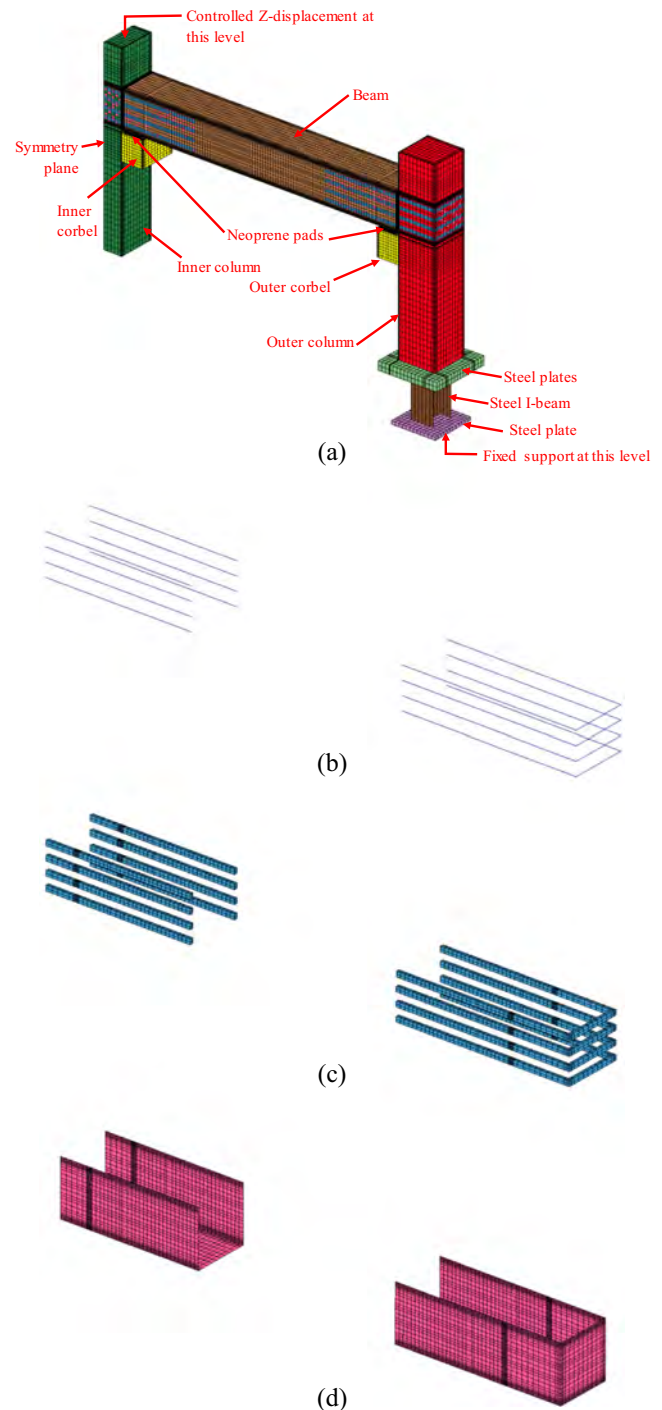 Controlled Z-displacement at
this level
Beam
Symmetry
plane
Inner
corbel
Neoprene pads
Inner column
Outer corbel
Outer column
Steel plates
Steel I-beam
Steel plate
Fixed support at this level
(a)
(b)
(c)
(d)